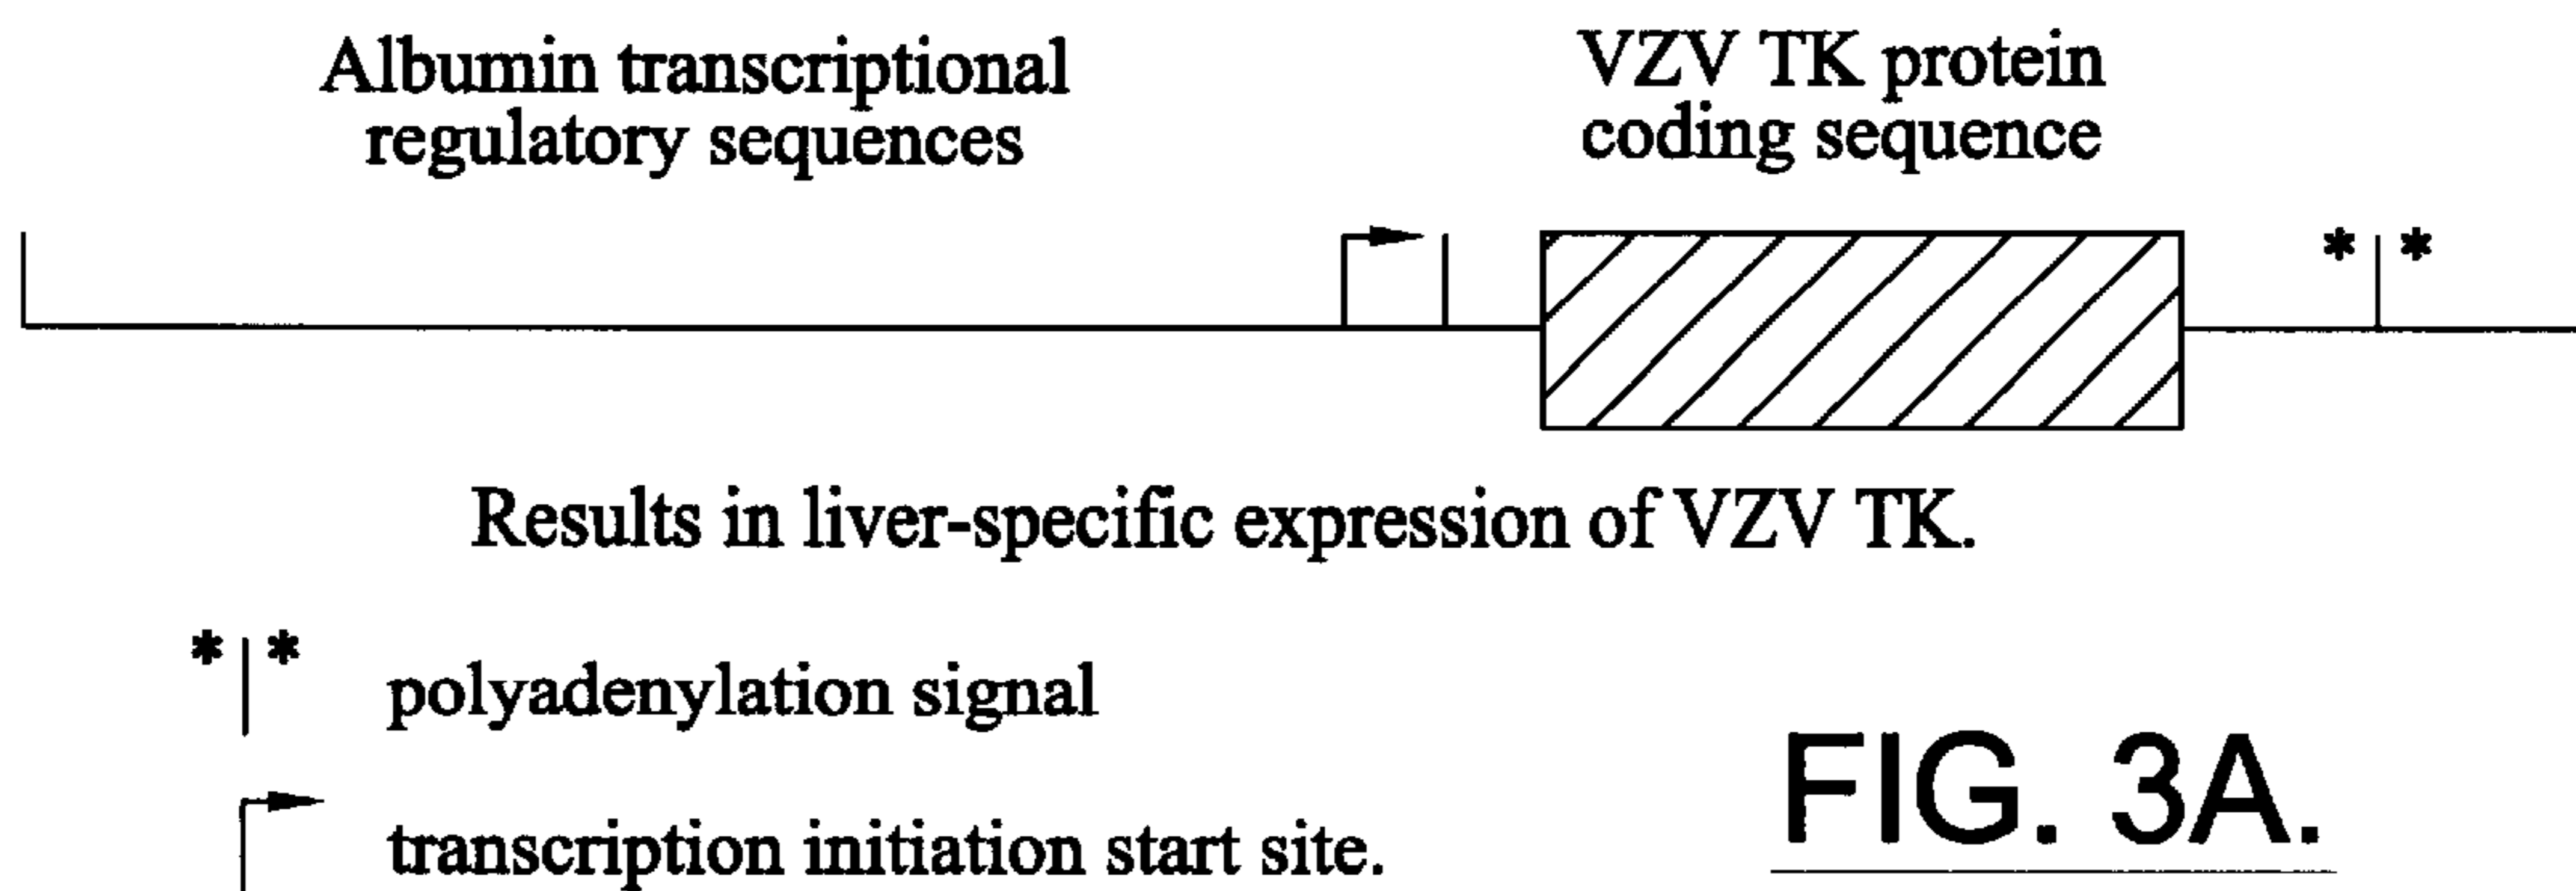 Albumin transcriptional
regulatory sequences
VZV TK protein
coding sequence
* *
Results in liver-specific expression of VZV TK.
* * polyadenylation signal
transcription initiation start site.
FIG. 3A.